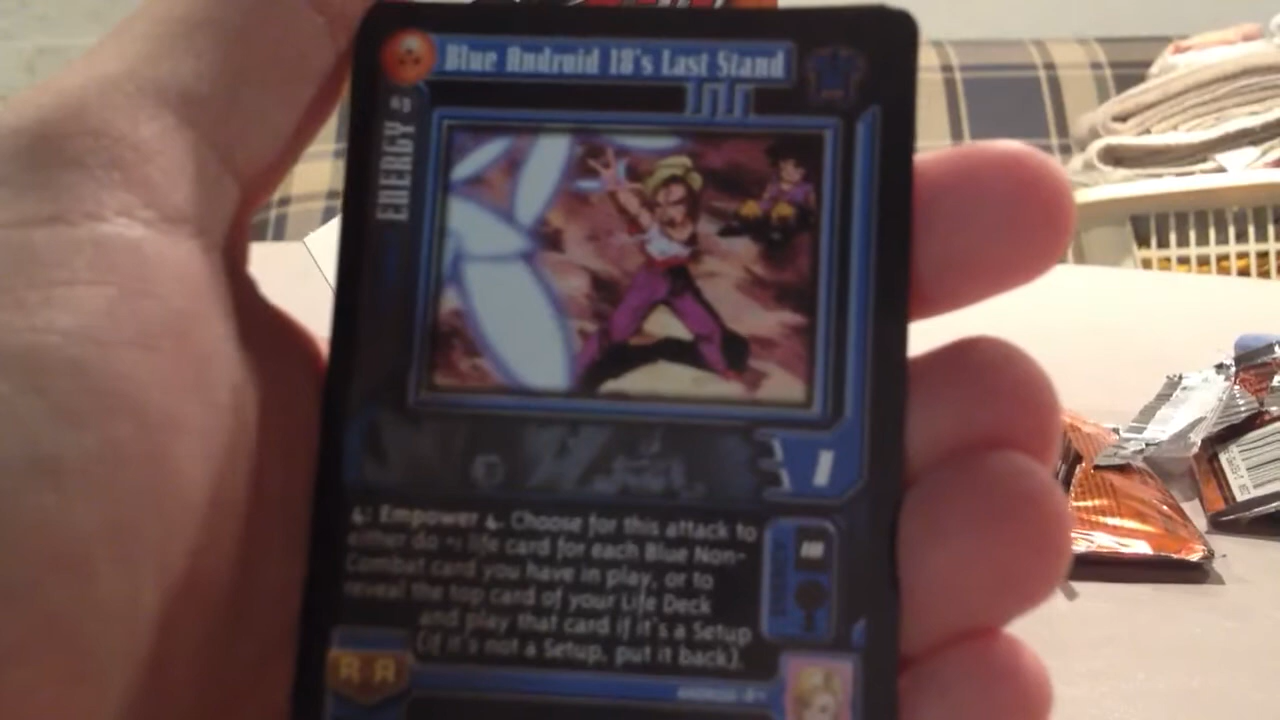 Blue Android 18's Last Stand
ENERGY
Empower 4. Choose for this attack to
either do +1 life card for each Blue Non-
Combat card you have in play, or to
reveal the top card of your Life Deck
and play that card if it's a Setup
(if it's not a Setup, put it back).
RR